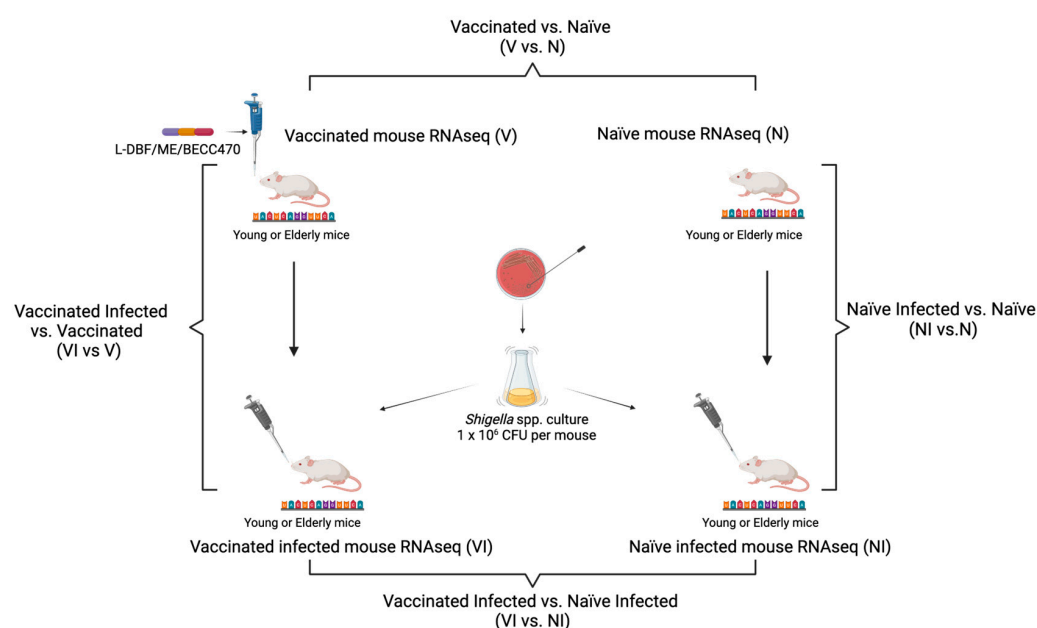 Vaccinated vs. Naïve
(V vs. N)
Vaccinated mouse RNAseq (V)
Naïve mouse RNAseq (N)
L-DBF/ME/BECC470
Young or Elderly mice
Young or Elderly mice
Vaccinated Infected
vs. Vaccinated
(VI vs V)
Naïve Infected vs. Naïve
(NI vs.N)
Shigella spp. culture
1 x 10⁶ CFU per mouse
Young or Elderly mice
Young or Elderly mice
Vaccinated infected mouse RNAseq (VI)
Naïve infected mouse RNAseq (NI)
Vaccinated Infected vs. Naïve Infected
(VI vs. NI)